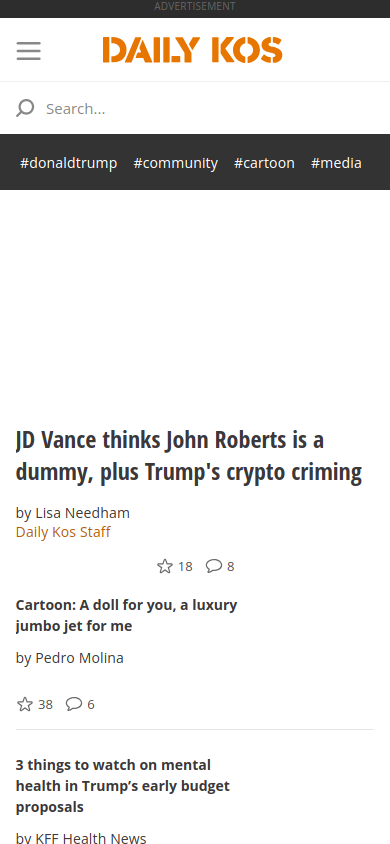 ADVERTISEMENT
DAILY KOS
Search...
#donaldtrump #community #cartoon #media
JD Vance thinks John Roberts is a
dummy, plus Trump's crypto criming
by Lisa Needham
Daily Kos Staff
18 8
Cartoon: A doll for you, a luxury
jumbo jet for me
by Pedro Molina
38 6
3 things to watch on mental
health in Trump’s early budget
proposals
by KFF Health News